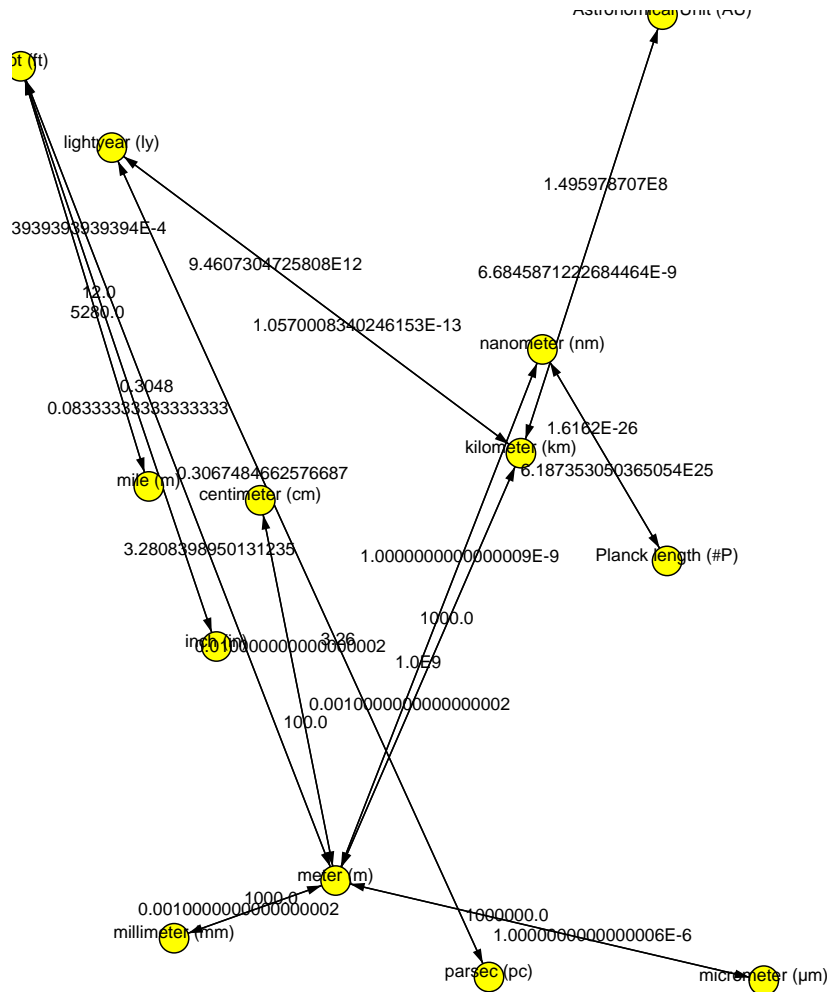 Astronomical Unit (AU)
ot (ft)
lightyear (ly)
1.495978707E8
3939393939394E-4
9.4607304725808E12
6.6845871222684464E-9
12.0
5280.0
1.0570008340246153E-13
nanometer (nm)
0.3048
0.08333333333333333
1.6162E-26
kilometer (km)
6.187353050365054E25
0.3067484662576687
mile (m)
centimeter (cm)
3.2808398950131235
1.0000000000000009E-9
Planck length (#P)
1000.0
inch (in)
3.26
0.010000000000000002
1.0E9
0.0010000000000000002
100.0
meter (m)
1000.0
0.0010000000000000002
1000000.0
millimeter (mm)
1.0000000000000006E-6
parsec (pc)
micrometer (µm)